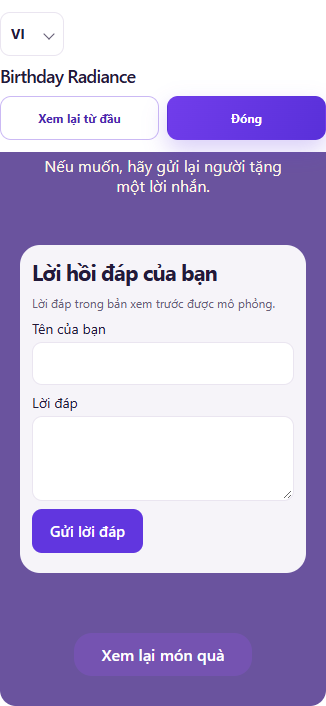 VI
Birthday Radiance
Xem lại từ đầu
Đóng
Nếu muốn, hãy gửi lại người tặng
một lời nhắn.
Lời hồi đáp của bạn
Lời đáp trong bản xem trước được mô phỏng.
Tên của bạn
Lời đáp
Gửi lời đáp
Xem lại món quà